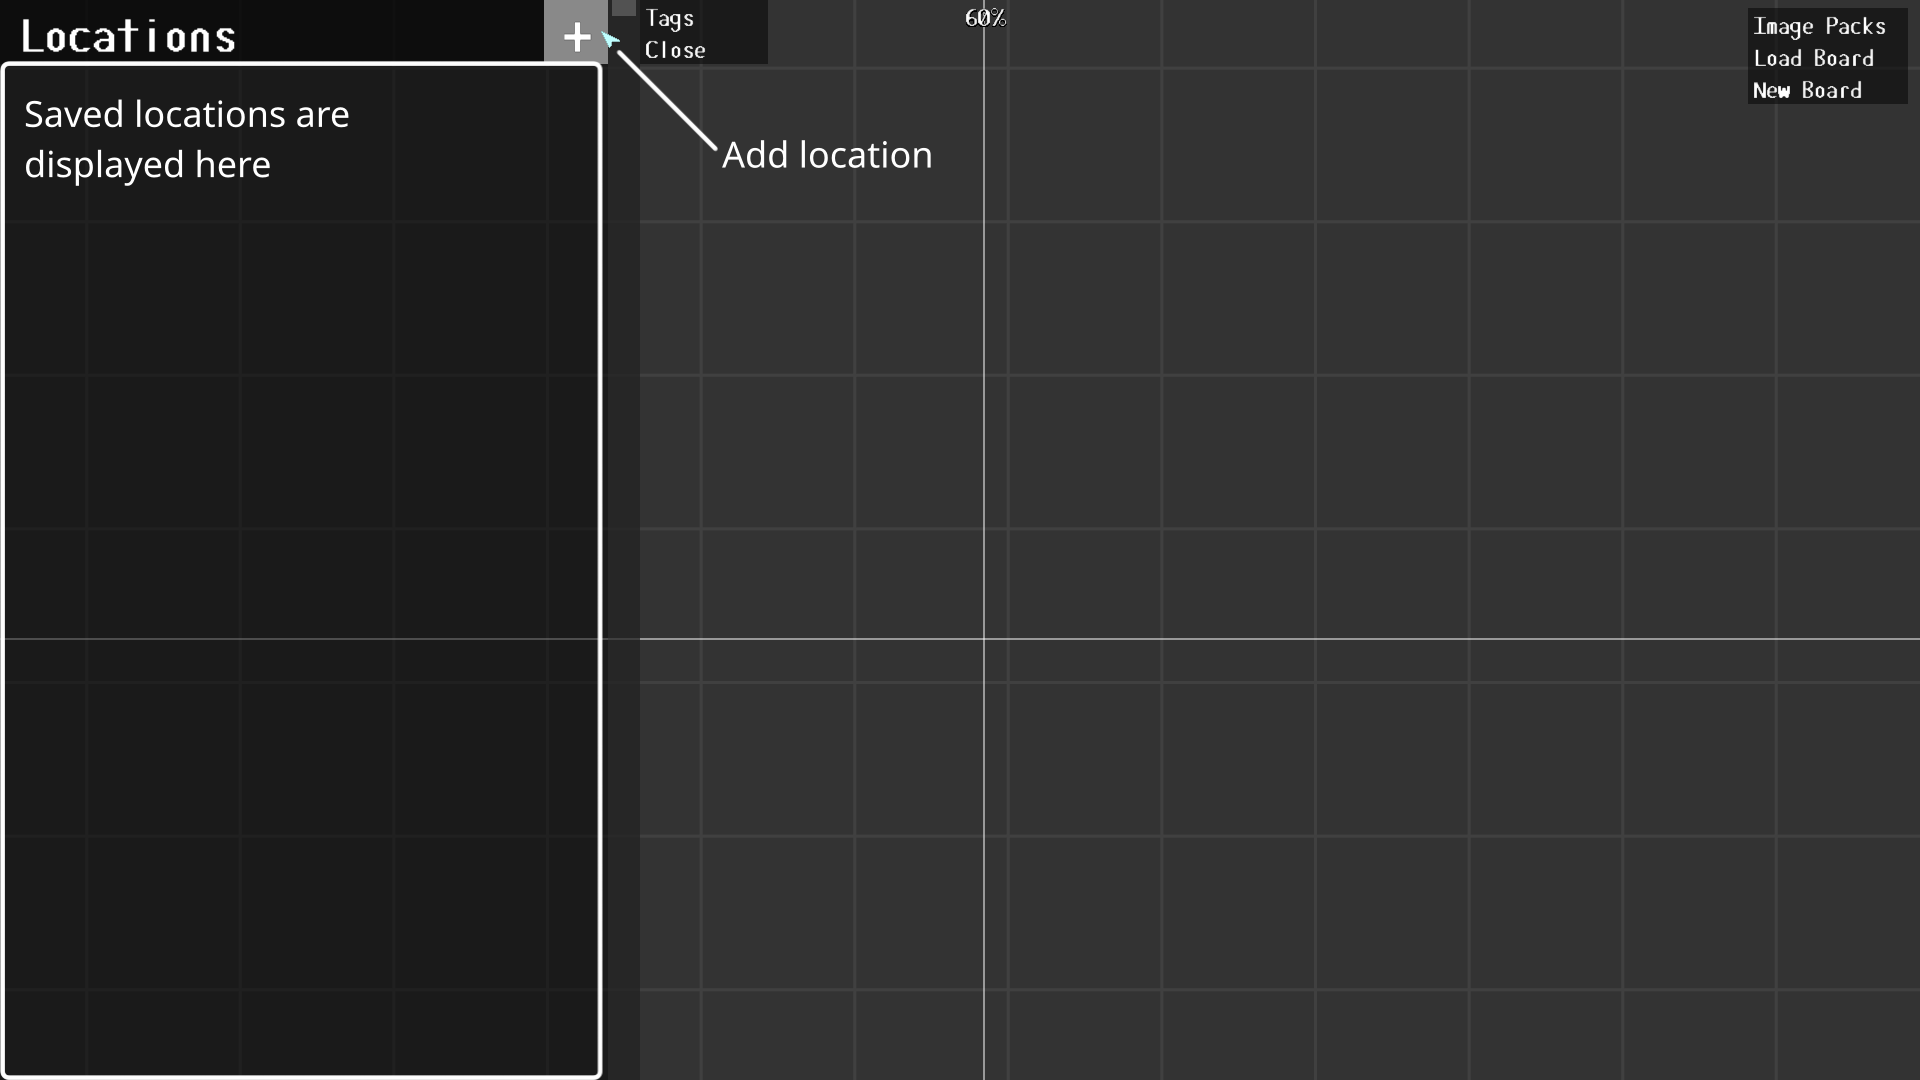 Locations
+
Tags
Close
60%
Image Packs
Load Board
New Board
Saved locations are
displayed here
Add location